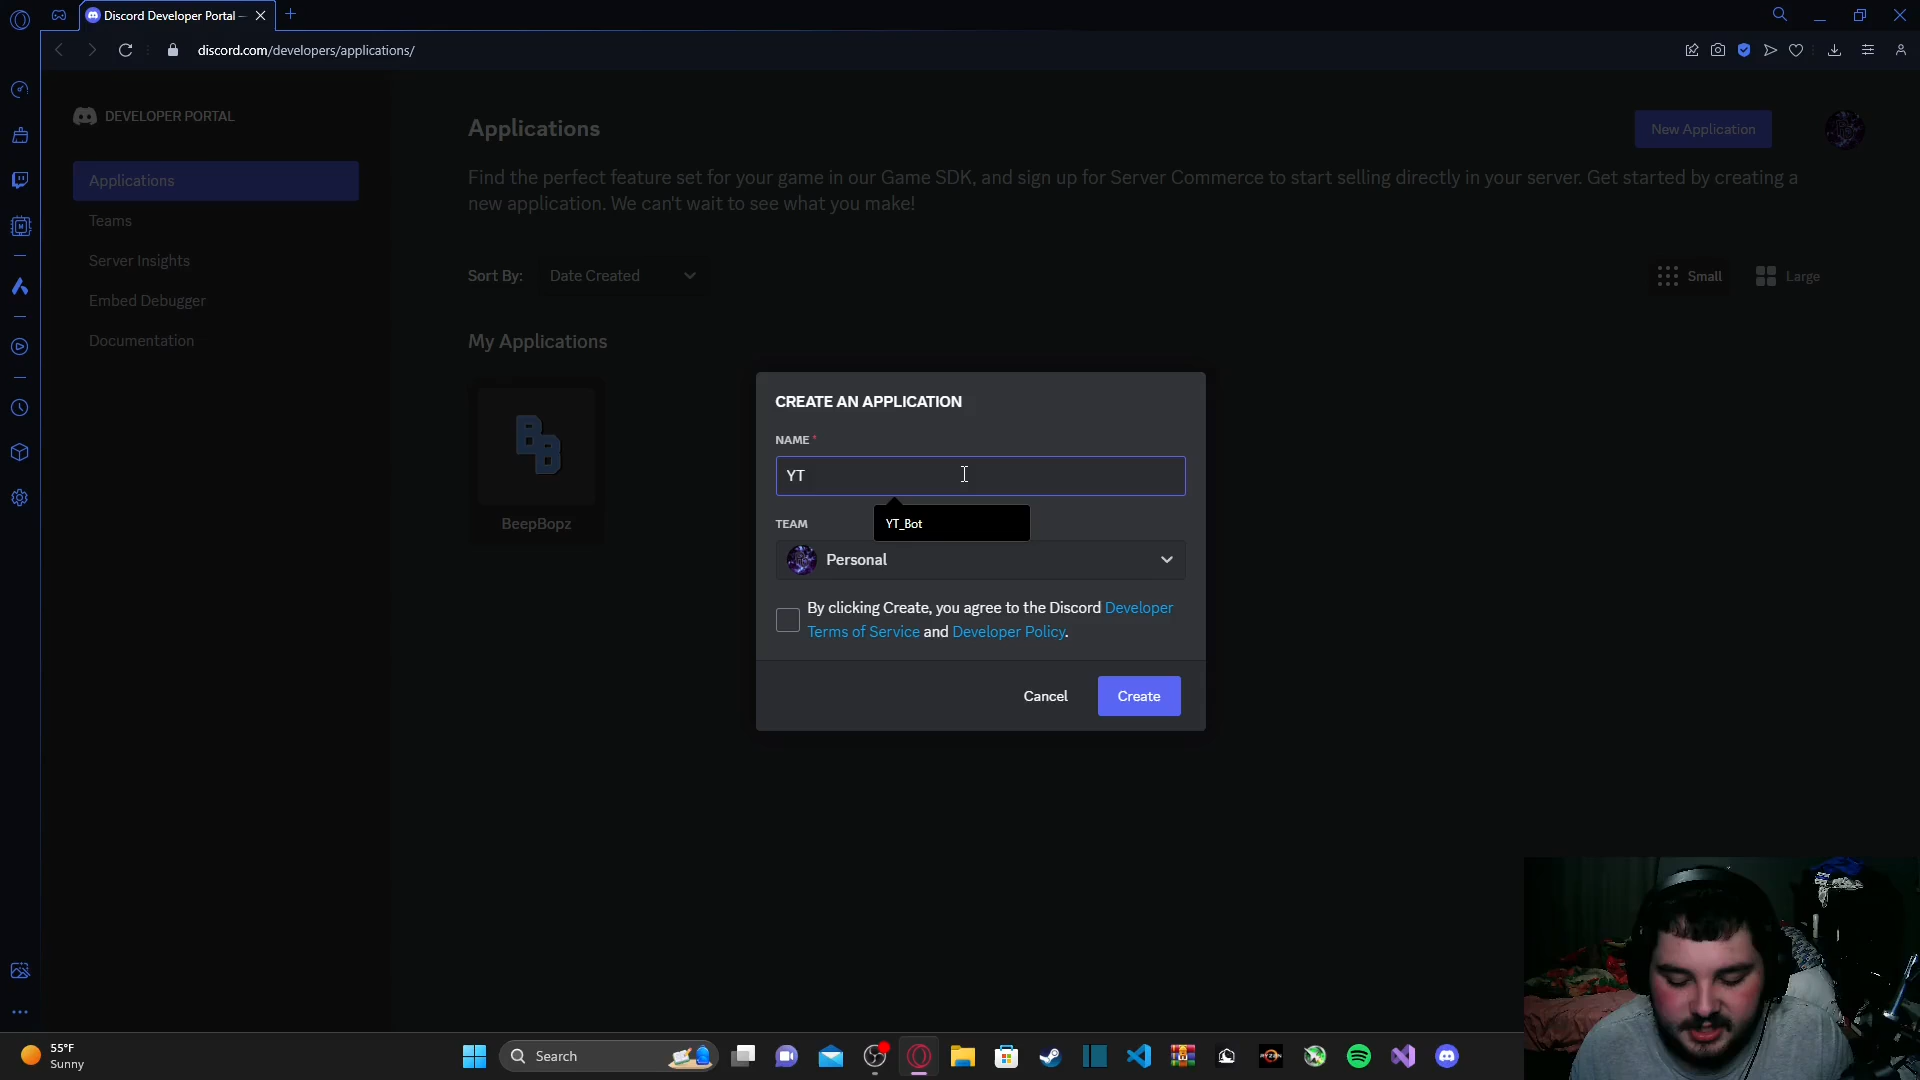 Discord Developer Portal –
discord.com/developers/applications/
DEVELOPER PORTAL
Applications
Teams
Server Insights
Embed Debugger
Documentation
Applications
New Application
Find the perfect feature set for your game in our Game SDK, and sign up for Server Commerce to start selling directly in your server. Get started by creating a
new application. We can't wait to see what you make!
Sort By:
Date Created
Small
Large
My Applications
BB
BeepBopz
CREATE AN APPLICATION
NAME *
YT
YT_Bot
TEAM
Personal
By clicking Create, you agree to the Discord Developer
Terms of Service and Developer Policy.
Cancel
Create
55°F
Sunny
Search